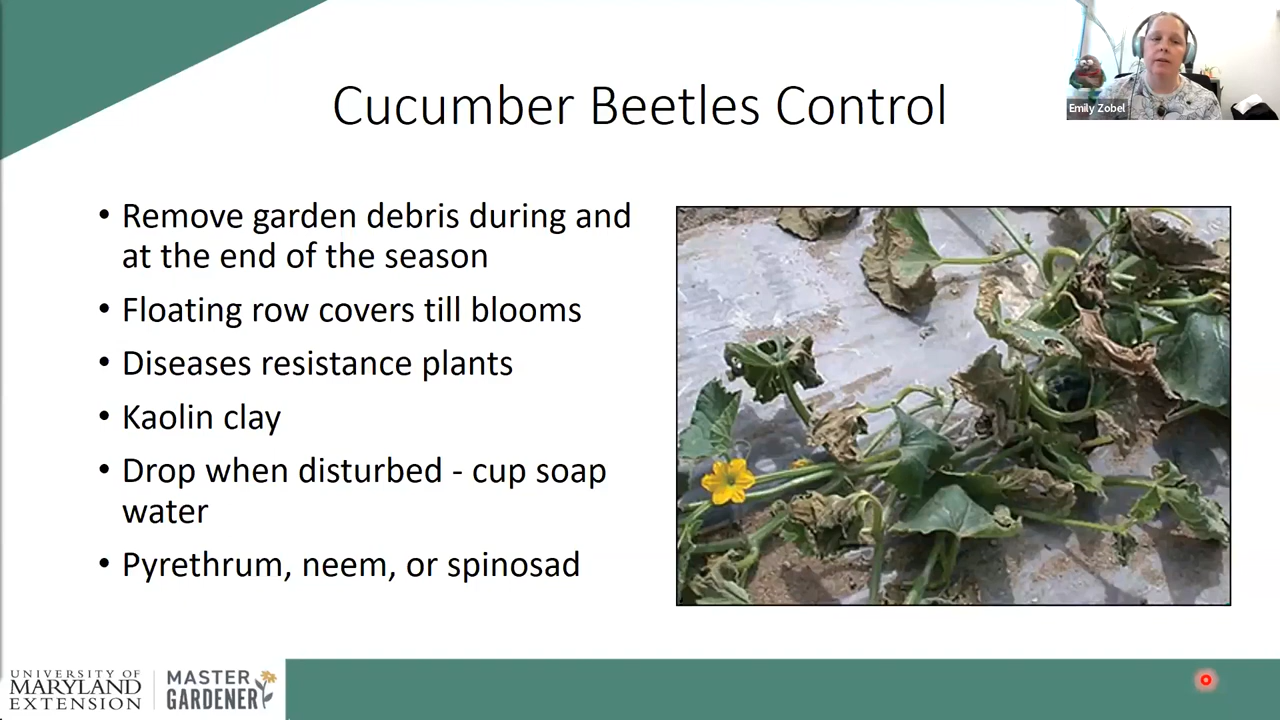 Cucumber Beetles Control
Emily Zobel
• Remove garden debris during and
at the end of the season
• Floating row covers till blooms
• Diseases resistance plants
• Kaolin clay
• Drop when disturbed - cup soap
water
• Pyrethrum, neem, or spinosad
UNIVERSITY OF
MARYLAND
EXTENSION
MASTER
GARDENER